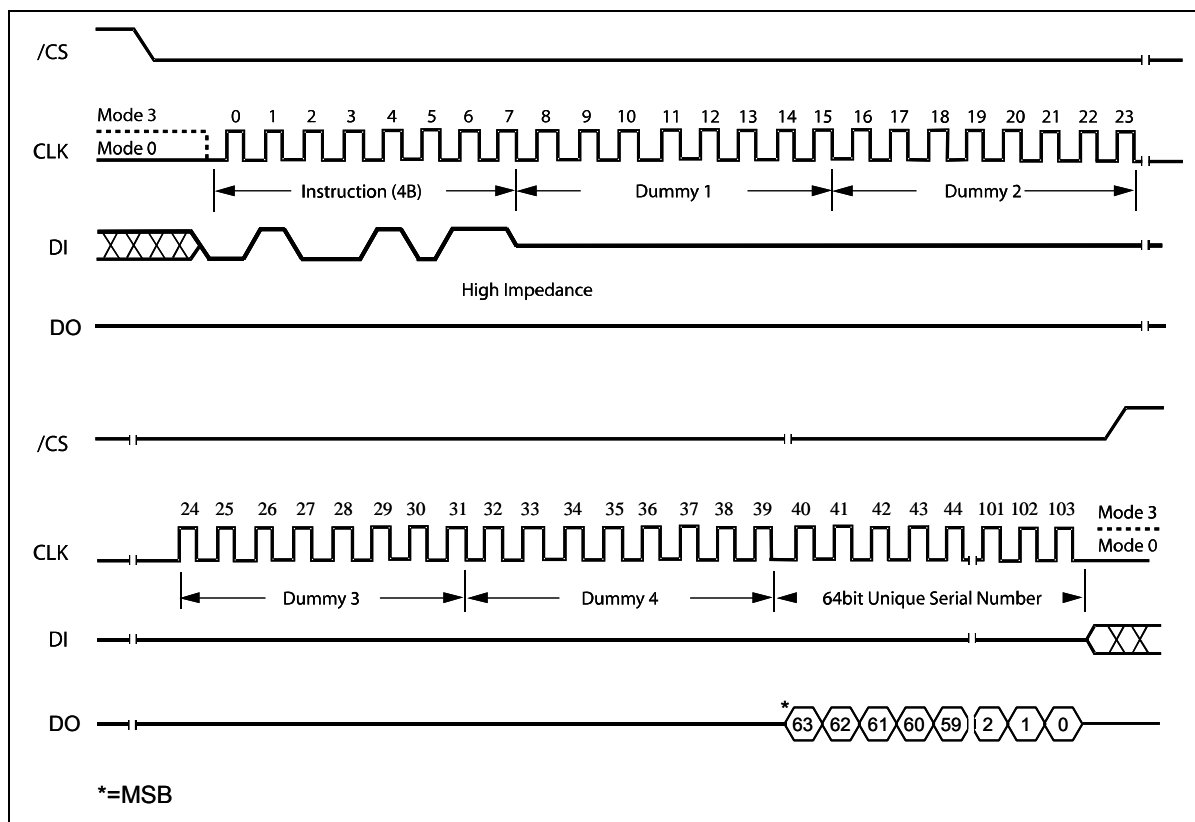 /CS
Mode 3
0 1 2 3 4 5 6 7 8 9 10 11 12 13 14 15 16 17 18 19 20 21 22 23
CLK
Mode 0
Instruction (4B) Dummy 1 Dummy 2
DI
High Impedance
DO
/CS
24 25 26 27 28 29 30 31 32 33 34 35 36 37 38 39 40 41 42 43 44 101 102 103
Mode 3
CLK
Mode 0
Dummy 3 Dummy 4 64bit Unique Serial Number
DI
DO
* 63 62 61 60 59 2 1 0
*=MSB